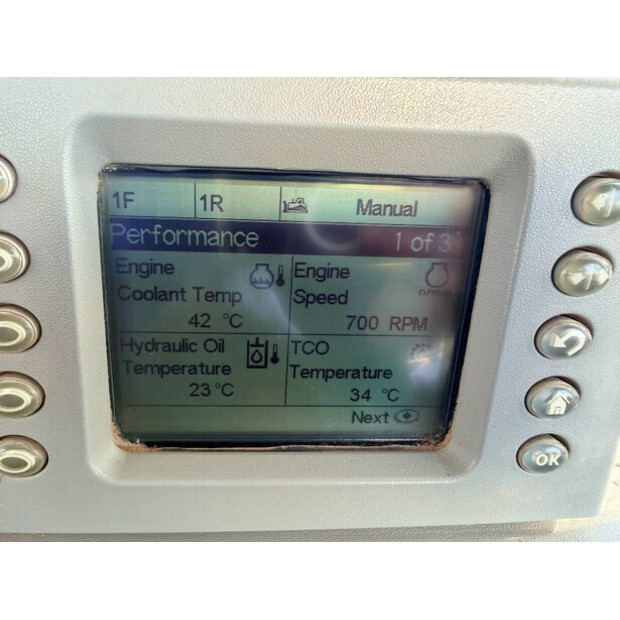 1F 1R Manual
Performance 1 of 3
Engine
Coolant Temp
42 °C
Engine
Speed
n/min
700 RPM
Hydraulic Oil
Temperature
23 °C
TCO
Temperature
34 °C
Next
OK